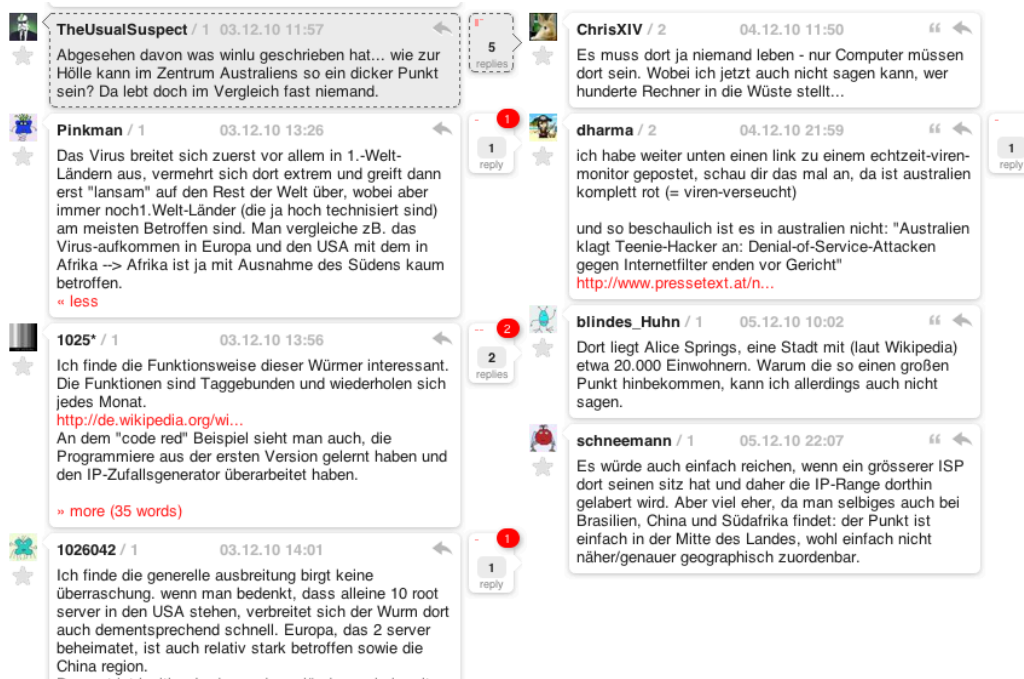 TheUsualSuspect / 1 03.12.10 11:57
Abgesehen davon was winlu geschrieben hat... wie zur
Hölle kann im Zentrum Australiens so ein dicker Punkt
sein? Da lebt doch im Vergleich fast niemand.
5
replies
Pinkman / 1 03.12.10 13:26
Das Virus breitet sich zuerst vor allem in 1.-Welt-
Ländern aus, vermehrt sich dort extrem und greift dann
erst "lansam" auf den Rest der Welt über, wobei aber
immer noch1.Welt-Länder (die ja hoch technisiert sind)
am meisten Betroffen sind. Man vergleiche zB. das
Virus-aufkommen in Europa und den USA mit dem in
Afrika --> Afrika ist ja mit Ausnahme des Südens kaum
betroffen.
« less
1
1
reply
1025* / 1 03.12.10 13:56
Ich finde die Funktionsweise dieser Würmer interessant.
Die Funktionen sind Taggebunden und wiederholen sich
jedes Monat.
http://de.wikipedia.org/wi...
An dem "code red" Beispiel sieht man auch, die
Programmiere aus der ersten Version gelernt haben und
den IP-Zufallsgenerator überarbeitet haben.
» more (35 words)
2
2
replies
1026042 / 1 03.12.10 14:01
Ich finde die generelle ausbreitung birgt keine
überraschung. wenn man bedenkt, dass alleine 10 root
server in den USA stehen, verbreitet sich der Wurm dort
auch dementsprechend schnell. Europa, das 2 server
beheimatet, ist auch relativ stark betroffen sowie die
China region.
1
1
reply
ChrisXIV / 2 04.12.10 11:50
Es muss dort ja niemand leben - nur Computer müssen
dort sein. Wobei ich jetzt auch nicht sagen kann, wer
hunderte Rechner in die Wüste stellt...
dharma / 2 04.12.10 21:59
ich habe weiter unten einen link zu einem echtzeit-viren-
monitor gepostet, schau dir das mal an, da ist australien
komplett rot (= viren-verseucht)
und so beschaulich ist es in australien nicht: "Australien
klagt Teenie-Hacker an: Denial-of-Service-Attacken
gegen Internetfilter enden vor Gericht"
http://www.pressetext.at/n...
1
reply
blindes_Huhn / 1 05.12.10 10:02
Dort liegt Alice Springs, eine Stadt mit (laut Wikipedia)
etwa 20.000 Einwohnern. Warum die so einen großen
Punkt hinbekommen, kann ich allerdings auch nicht
sagen.
schneemann / 1 05.12.10 22:07
Es würde auch einfach reichen, wenn ein grösserer ISP
dort seinen sitz hat und daher die IP-Range dorthin
gelabert wird. Aber viel eher, da man selbiges auch bei
Brasilien, China und Südafrika findet: der Punkt ist
einfach in der Mitte des Landes, wohl einfach nicht
näher/genauer geographisch zuordenbar.